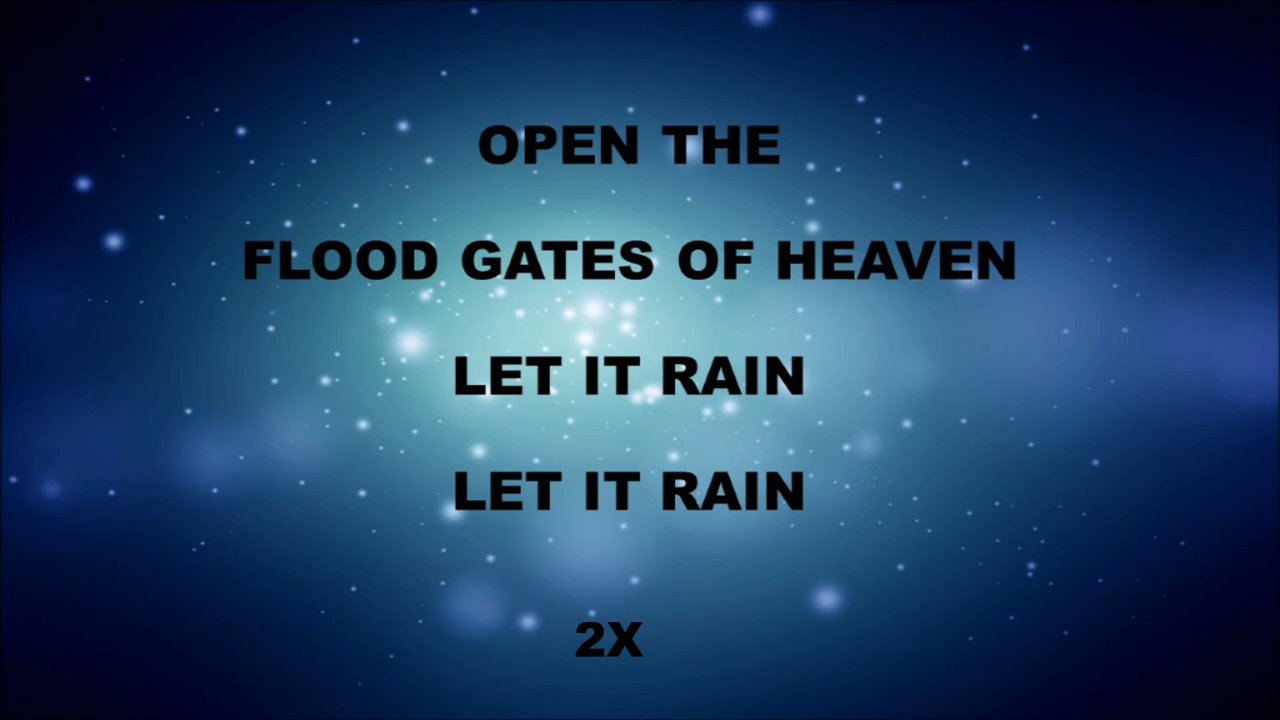 OPEN THE
FLOOD GATES OF HEAVEN
LET IT RAIN
LET IT RAIN
2X